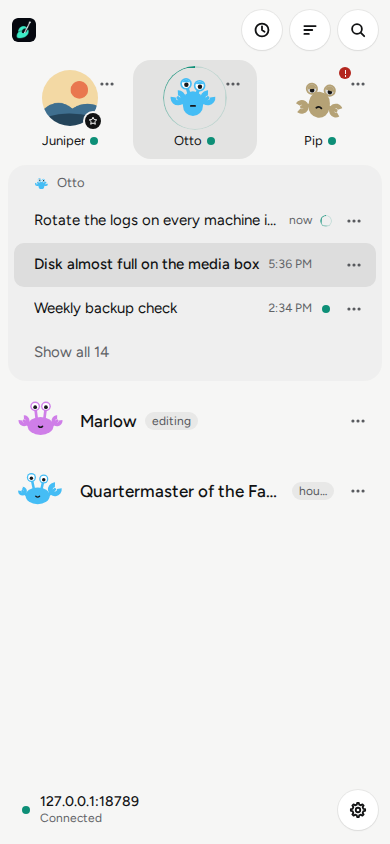 Juniper
Otto
Pip
Otto
Rotate the logs on every machine i... now
Disk almost full on the media box 5:36 PM
Weekly backup check 2:34 PM
Show all 14
Marlow editing
Quartermaster of the Fa... hou...
127.0.0.1:18789
Connected